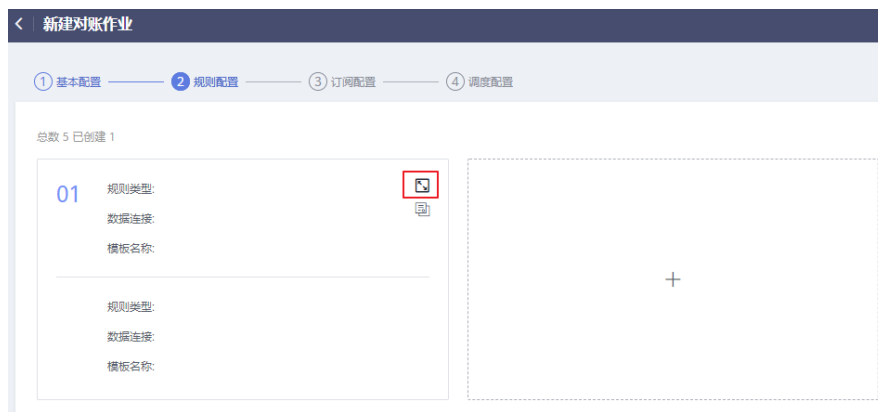 新建对账作业
1 基本配置 2 规则配置 3 订阅配置 4 调度配置
总数 5 已创建 1
01 规则类型:
数据连接:
模板名称:
规则类型:
数据连接:
模板名称: